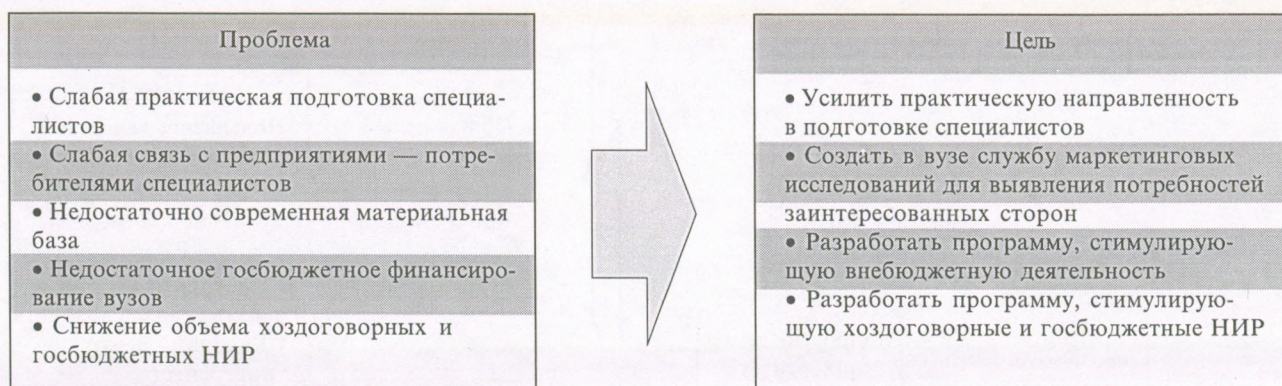 Проблема
• Слабая практическая подготовка специа-
листов
• Слабая связь с предприятиями — потре-
бителями специалистов
• Недостаточно современная материальная
база
• Недостаточное госбюджетное финансиро-
вание вузов
• Снижение объема хоздоговорных и
госбюджетных НИР
Цель
• Усилить практическую направленность
в подготовке специалистов
• Создать в вузе службу маркетинговых
исследований для выявления потребностей
заинтересованных сторон
• Разработать программу, стимулирую-
щую внебюджетную деятельность
• Разработать программу, стимулирую-
щую хоздоговорные и госбюджетные НИР